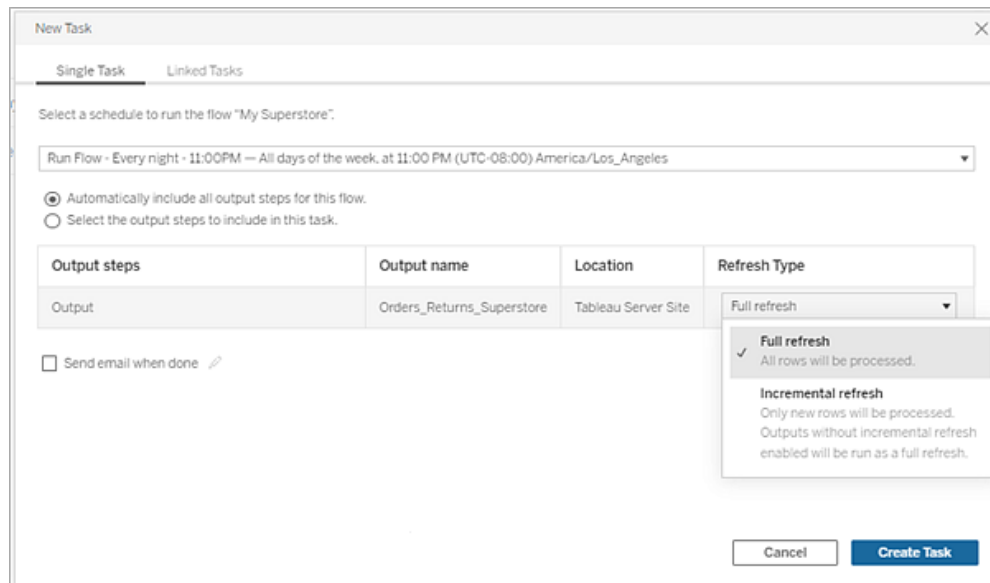 New Task
Single Task
Linked Tasks
Select a schedule to run the flow "My Superstore".
Run Flow - Every night - 11:00PM — All days of the week, at 11:00 PM (UTC-08:00) America/Los_Angeles
Automatically include all output steps for this flow.
Select the output steps to include in this task.
Output steps
Output name
Location
Refresh Type
Output
Orders_Returns_Superstore
Tableau Server Site
Full refresh
Full refresh
All rows will be processed.
Incremental refresh
Only new rows will be processed.
Outputs without incremental refresh
enabled will be run as a full refresh.
Send email when done
Cancel
Create Task